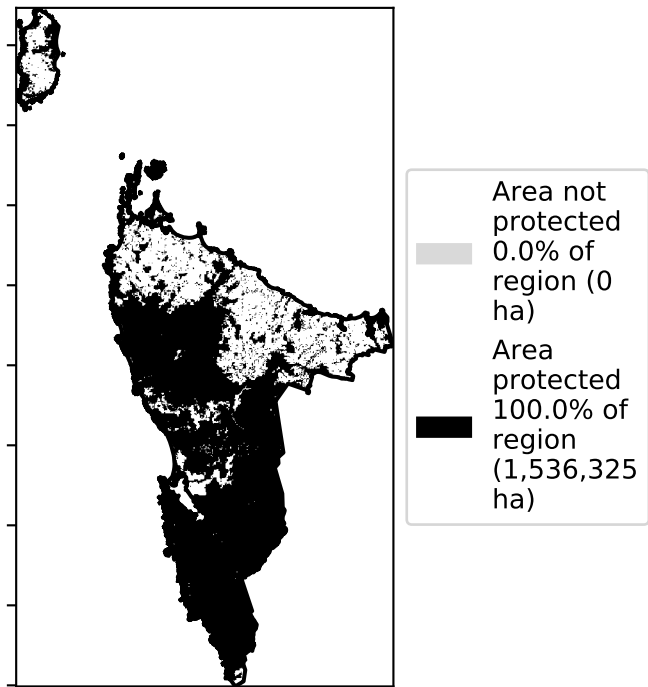 Area not
protected
0.0% of
region (0
ha)
Area
protected
100.0% of
region
(1,536,325
ha)